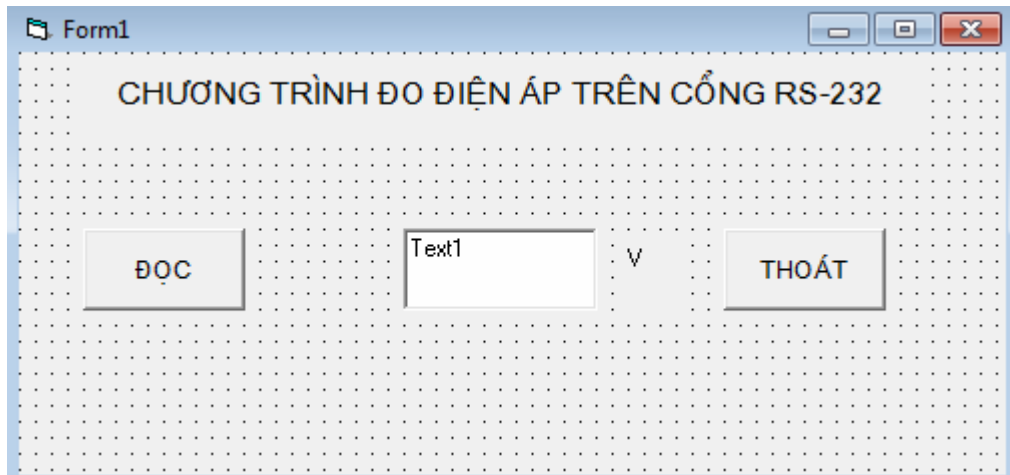 Form1
CHƯƠNG TRÌNH ĐO ĐIỆN ÁP TRÊN CỔNG RS-232
ĐỌC
Text1
V
THOÁT